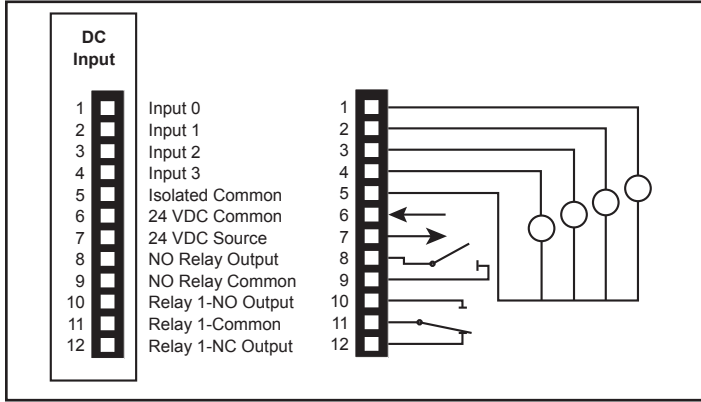 DC
Input
1 Input 0 1
2 Input 1 2
3 Input 2 3
4 Input 3 4
5 Isolated Common 5
6 24 VDC Common 6
7 24 VDC Source 7
8 NO Relay Output 8
9 NO Relay Common 9
10 Relay 1-NO Output 10
11 Relay 1-Common 11
12 Relay 1-NC Output 12